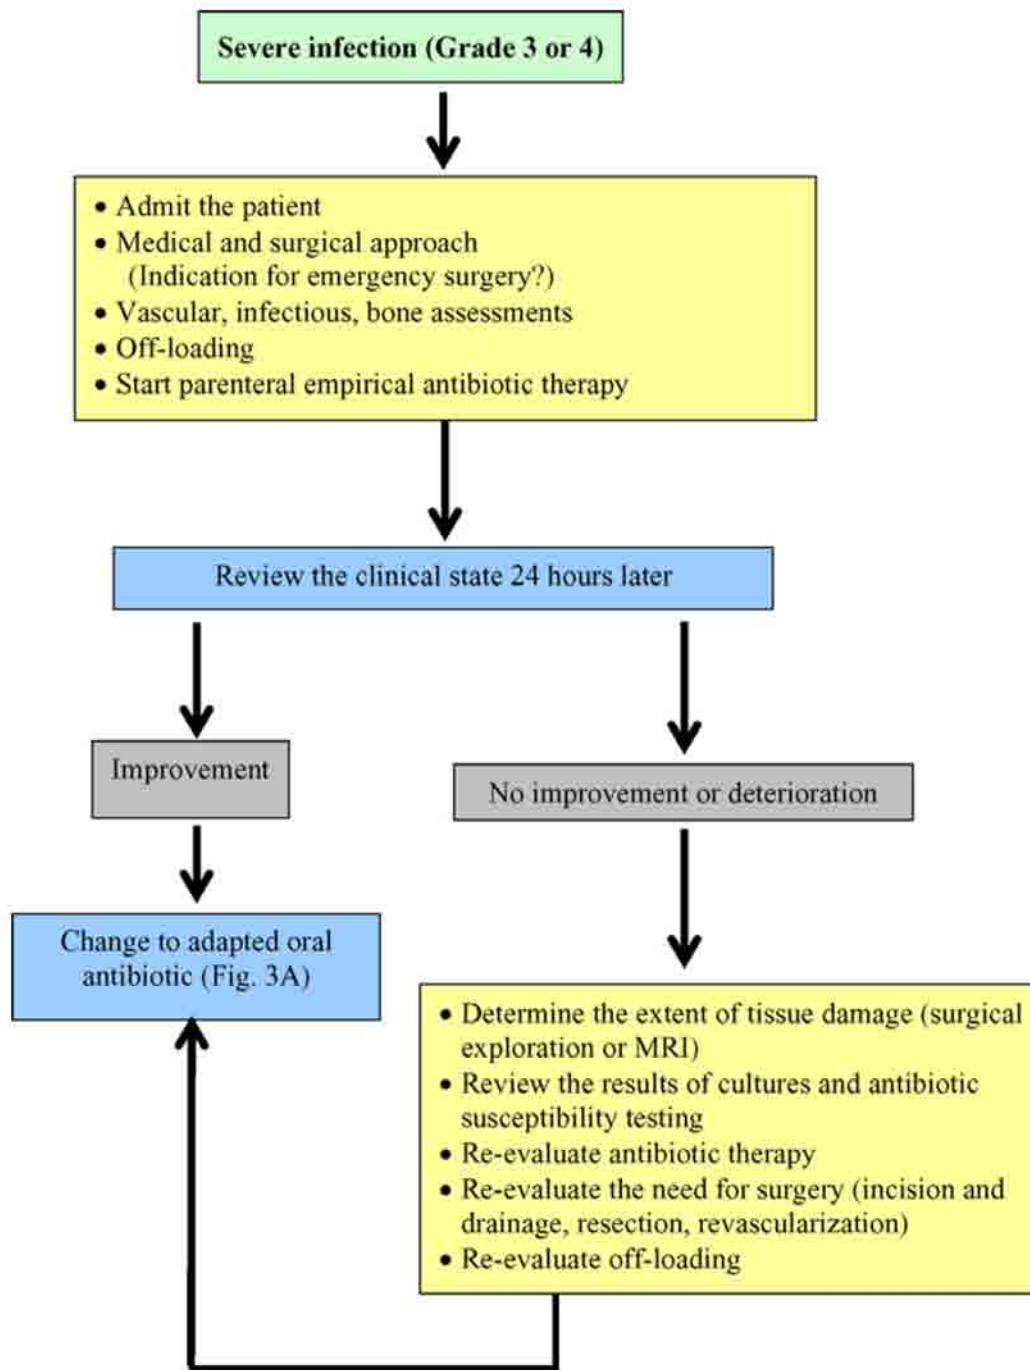 Severe infection (Grade 3 or 4)
• Admit the patient
• Medical and surgical approach
(Indication for emergency surgery?)
• Vascular, infectious, bone assessments
• Off-loading
• Start parenteral empirical antibiotic therapy
Review the clinical state 24 hours later
Improvement
No improvement or deterioration
Change to adapted oral
antibiotic (Fig. 3A)
• Determine the extent of tissue damage (surgical
exploration or MRI)
• Review the results of cultures and antibiotic
susceptibility testing
• Re-evaluate antibiotic therapy
• Re-evaluate the need for surgery (incision and
drainage, resection, revascularization)
• Re-evaluate off-loading